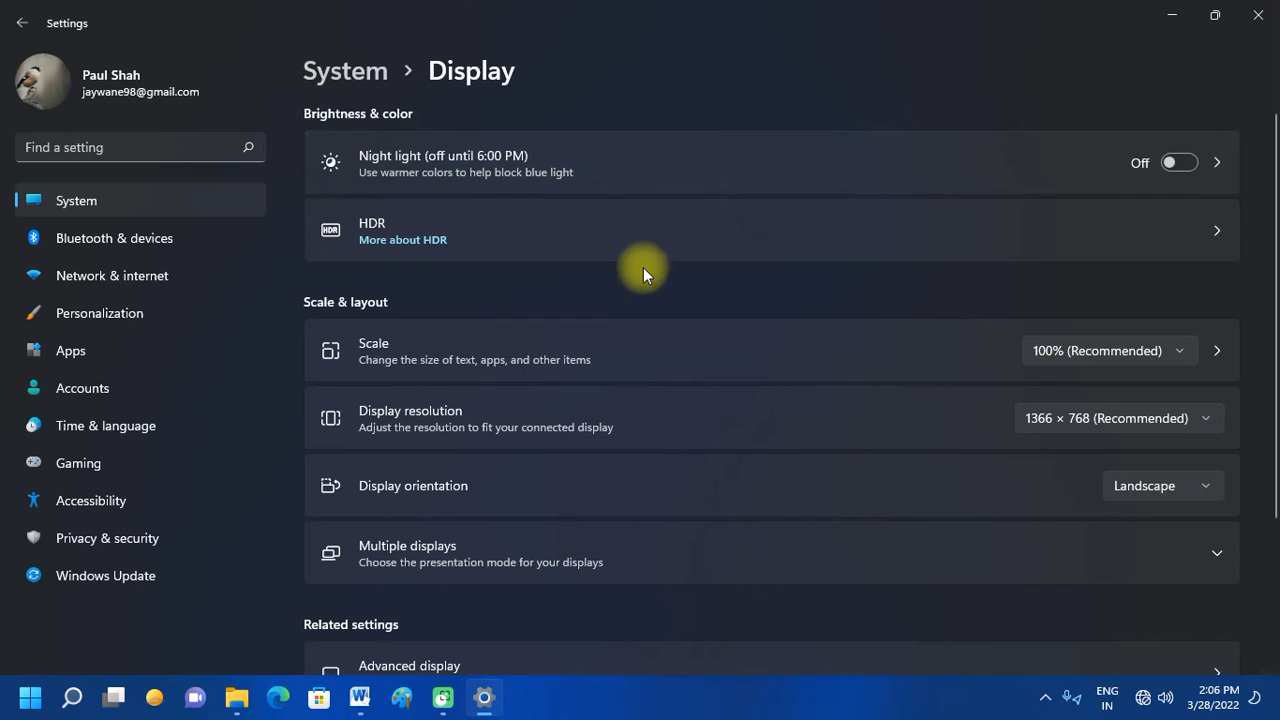 Settings
Paul Shah
jaywane98@gmail.com
Find a setting
System
Bluetooth & devices
Network & internet
Personalization
Apps
Accounts
Time & language
Gaming
Accessibility
Privacy & security
Windows Update
System > Display
Brightness & color
Night light (off until 6:00 PM)
Use warmer colors to help block blue light
Off
HDR
HDR
More about HDR
Scale & layout
Scale
Change the size of text, apps, and other items
100% (Recommended)
Display resolution
Adjust the resolution to fit your connected display
1366 × 768 (Recommended)
Display orientation
Landscape
Multiple displays
Choose the presentation mode for your displays
Related settings
Advanced display
W
ENG
IN
2:06 PM
3/28/2022